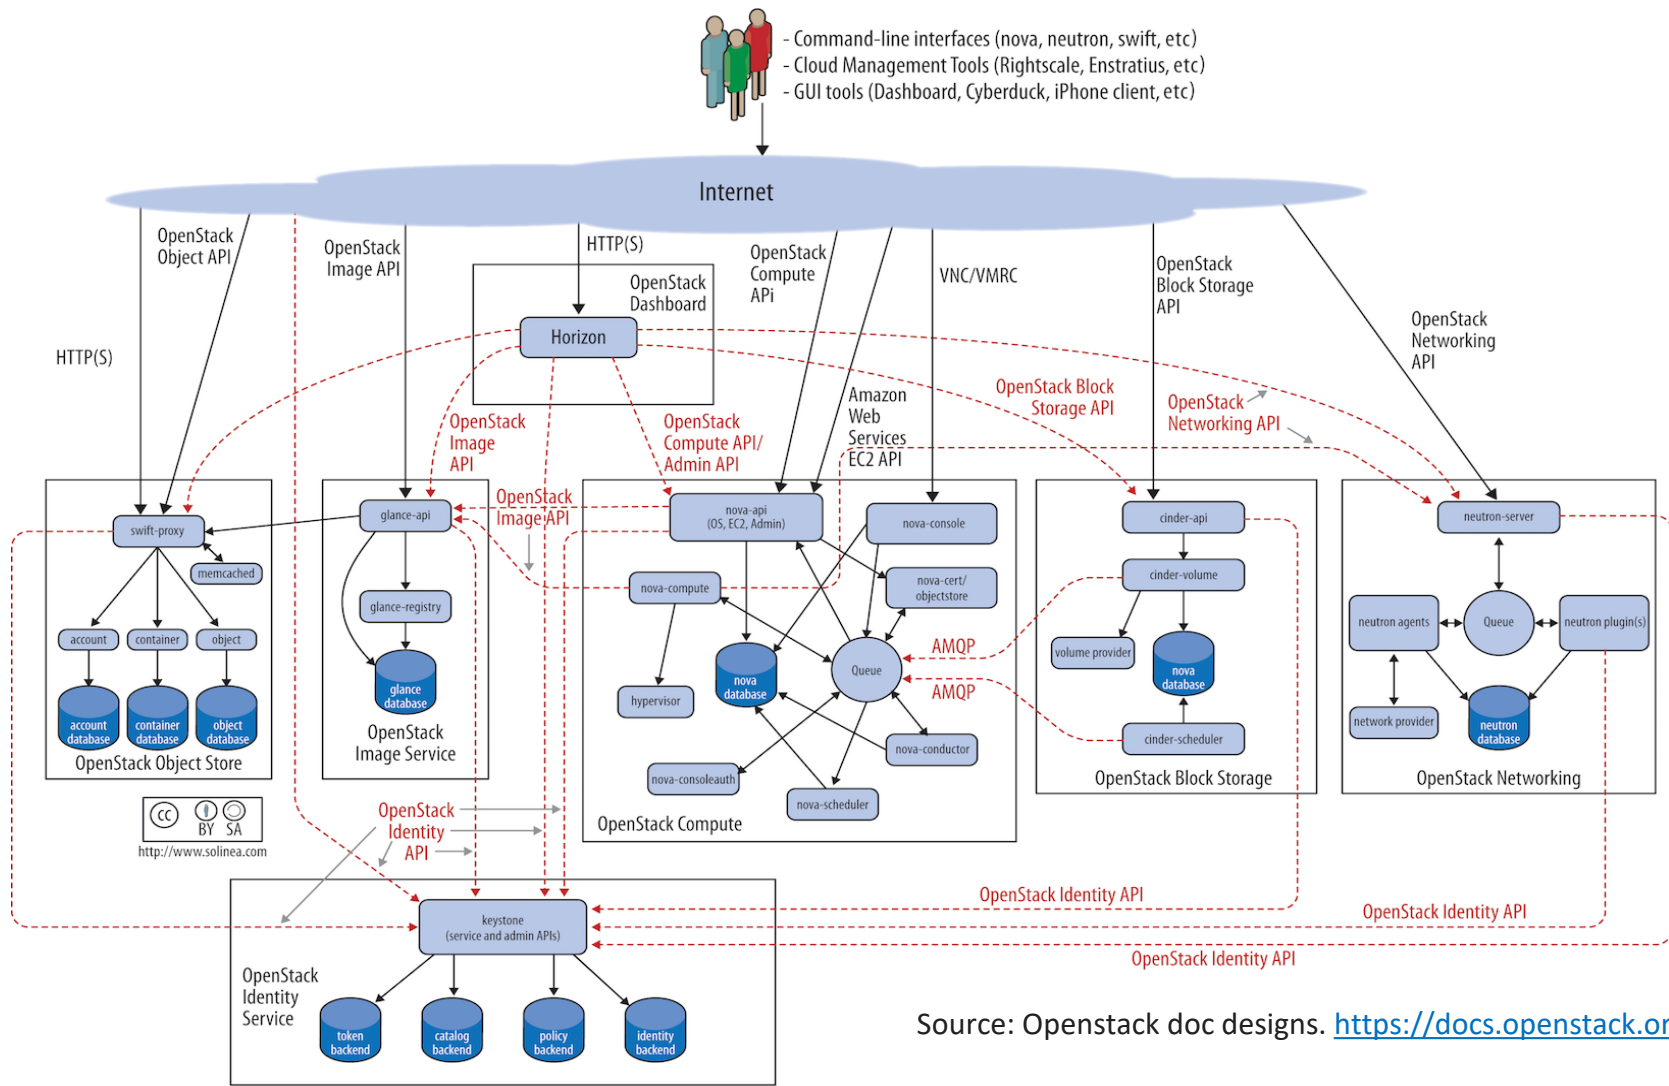 - Command-line interfaces (nova, neutron, swift, etc)
- Cloud Management Tools (Rightscale, Enstratius, etc)
- GUI tools (Dashboard, Cyberduck, iPhone client, etc)
Internet
OpenStack
Object API
HTTP(S)
OpenStack
Image API
HTTP(S)
OpenStack
Dashboard
Horizon
OpenStack
Compute
APi
VNC/VMRC
Amazon
Web
Services
EC2 API
OpenStack
Block Storage
API
OpenStack
Networking
API
OpenStack
Image
API
OpenStack
Compute API/
Admin API
OpenStack Block
Storage API
OpenStack
Networking API
OpenStack
Image API
swift-proxy
memcached
account
container
object
account
database
container
database
object
database
OpenStack Object Store
glance-api
glance-registry
glance
database
OpenStack
Image Service
nova-api
(OS, EC2, Admin)
nova-console
nova-compute
nova-cert/
objectstore
Queue
nova
database
hypervisor
nova-conductor
nova-consoleauth
nova-scheduler
OpenStack Compute
AMQP
AMQP
cinder-api
cinder-volume
volume provider
nova
database
cinder-scheduler
OpenStack Block Storage
neutron-server
neutron agents
Queue
neutron plugin(s)
network provider
neutron
database
OpenStack Networking
cc
BY SA
http://www.solinea.com
OpenStack
Identity
API
OpenStack Identity API
OpenStack Identity API
OpenStack Identity API
keystone
(service and admin APIs)
OpenStack
Identity
Service
token
backend
catalog
backend
policy
backend
identity
backend
Source: Openstack doc designs. https://docs.openstack.or